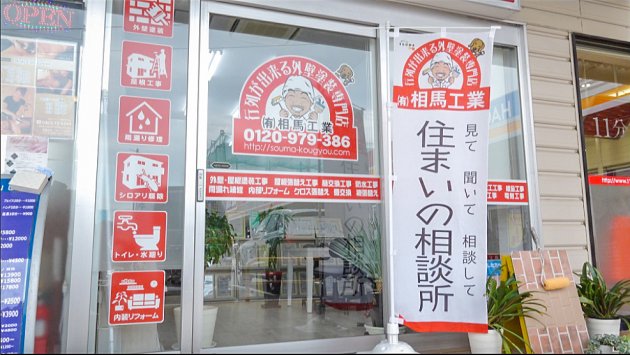 OPEN
外壁塗装
屋根工事
雨漏り修理
シロアリ駆除
トイレ・水廻り
内装リフォーム
行列が出来る外壁塗装専門店
(有)相馬工業
0120-979-386
http://souma-kougyou.com
外壁・屋根塗装工事
雨漏れ補修 内部リフォーム クロス張替え
行列が出来る外壁塗装専門店
(有)相馬工業
見て 聞いて 相談して
住まいの相談所
11分